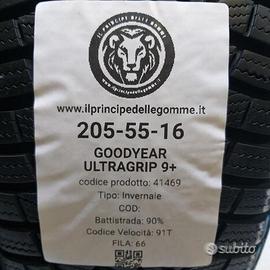 IL PRINCIPE DELLE GOMME
www.ilprincipedellegomme.it
205-55-16
GOODYEAR
ULTRAGRIP 9+
codice prodotto: 41469
Tipo: Invernale
COD:
Battistrada: 90%
Codice Velocità: 91T
FILA: 66
subito